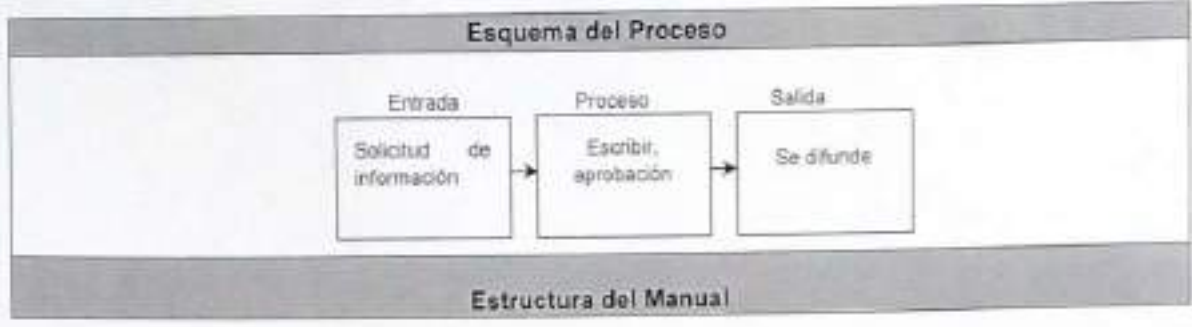 Esquema del Proceso
Entrada
Proceso
Salida
Solicitud de
información
Escribir,
aprobación
Se difunde
Estructura del Manual